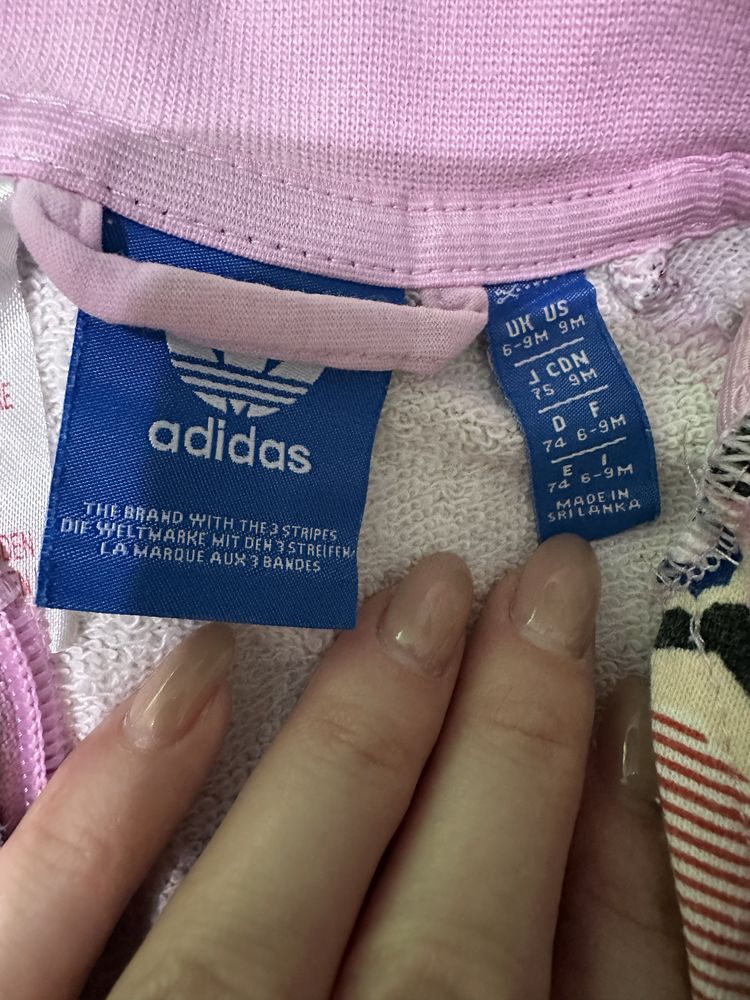 adidas
THE BRAND WITH THE 3 STRIPES
DIE WELTMARKE MIT DEN 3 STREIFEN
LA MARQUE AUX 3 BANDES
UK US
6-9M 9M
J CDN
75 9M
D F
74 6-9M
E I
74 6-9M
MADE IN
SRI LANKA